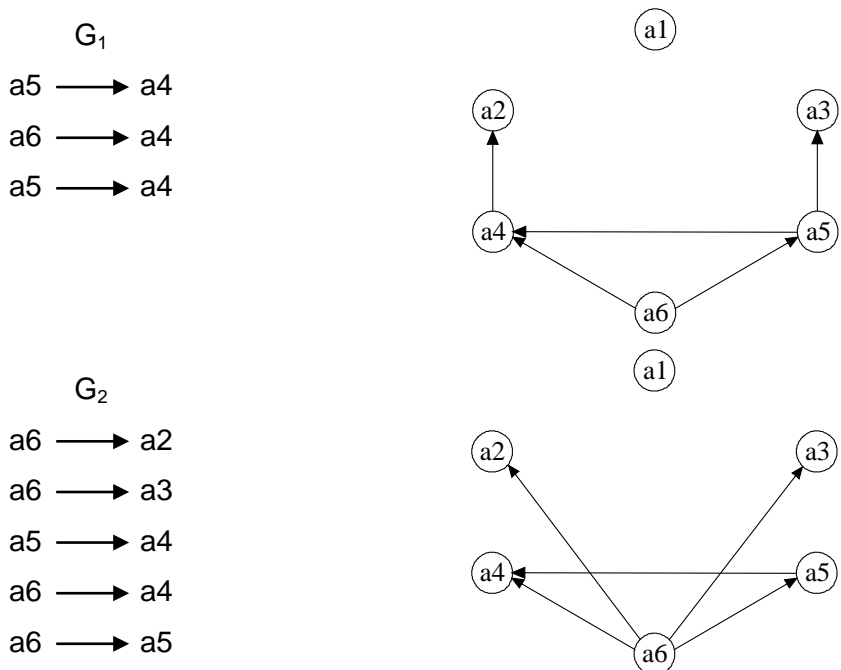 G₁
a5 → a4
a6 → a4
a5 → a4
a1
a2 a3
a4 a5
a6
G₂
a6 → a2
a6 → a3
a5 → a4
a6 → a4
a6 → a5
a1
a2 a3
a4 a5
a6